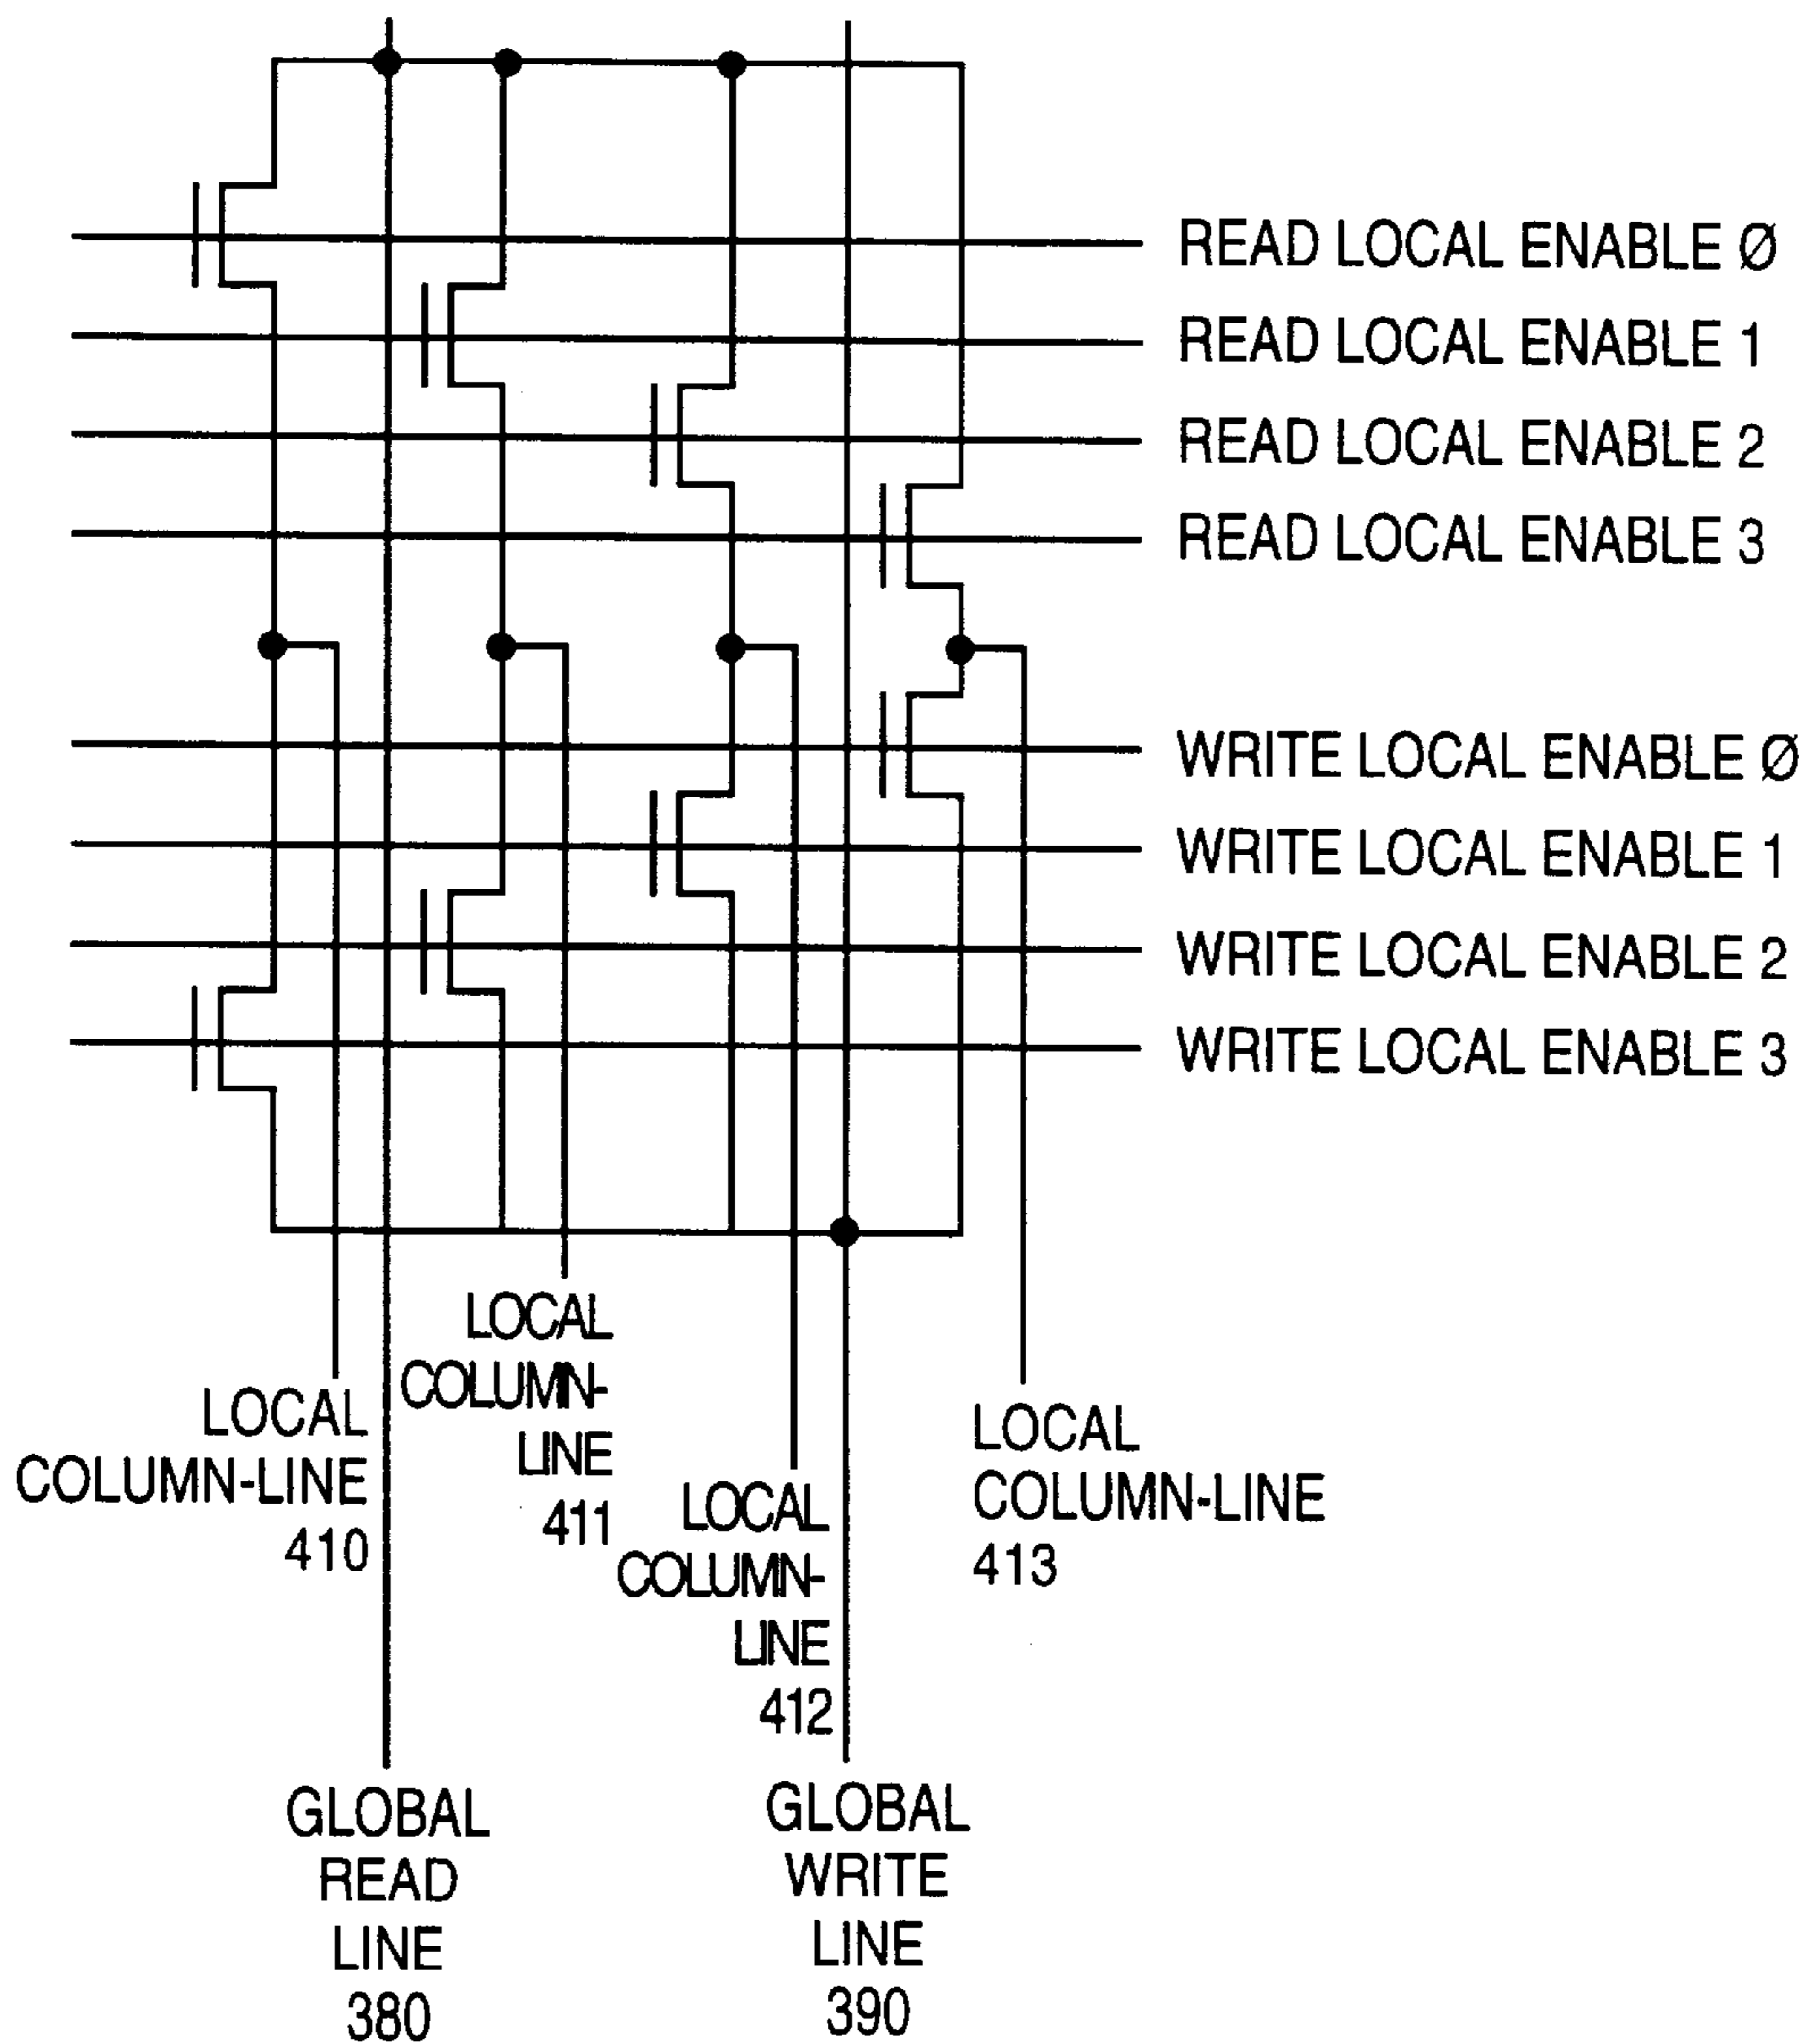 READ LOCAL ENABLE Ø
READ LOCAL ENABLE 1
READ LOCAL ENABLE 2
READ LOCAL ENABLE 3
WRITE LOCAL ENABLE Ø
WRITE LOCAL ENABLE 1
WRITE LOCAL ENABLE 2
WRITE LOCAL ENABLE 3
LOCAL
COLUMN-LINE
410
LOCAL
COLUMN-
LINE
411
LOCAL
COLUMN-
LINE
412
LOCAL
COLUMN-LINE
413
GLOBAL
READ
LINE
380
GLOBAL
WRITE
LINE
390